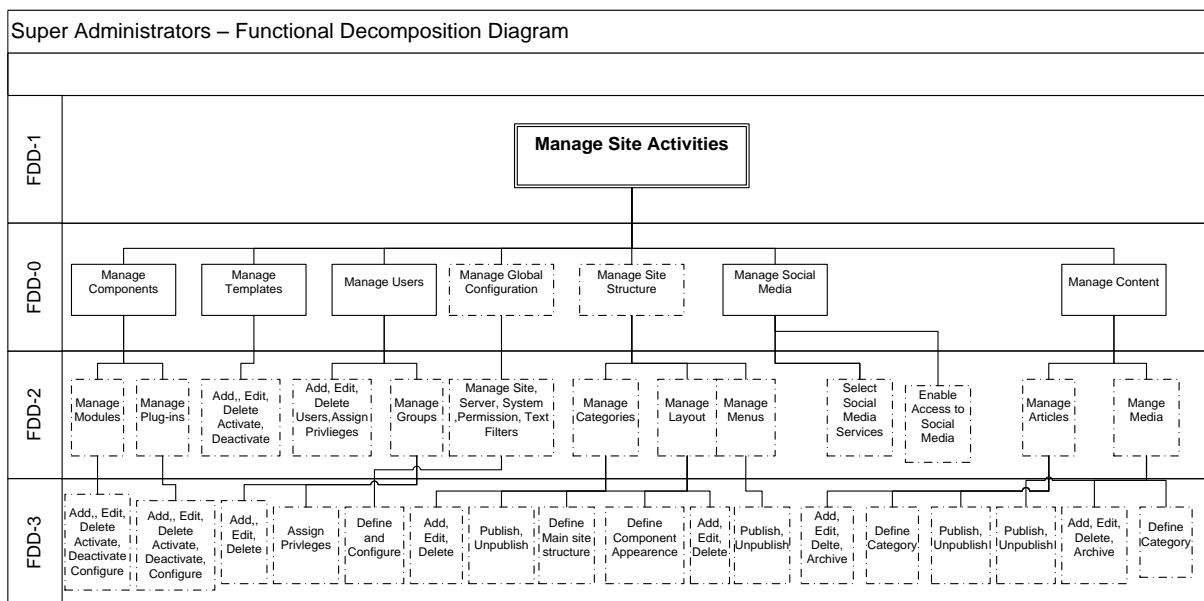 Super Administrators – Functional Decomposition Diagram
FDD-1
Manage Site Activities
FDD-0
Manage
Components
Manage
Templates
Manage Users
Manage Global
Configuration
Manage Site
Structure
Manage Social
Media
Manage Content
FDD-2
Manage
Modules
Manage
Plug-ins
Add,, Edit,
Delete
Activate,
Deactivate
Add, Edit,
Delete
Users,Assign
Privlieges
Manage
Groups
Manage Site,
Server, System
,Permission, Text
Filters
Manage
Categories
Manage
Layout
Manage
Menus
Select
Social
Media
Services
Enable
Access to
Social
Media
Manage
Articles
Mange
Media
FDD-3
Add,, Edit,
Delete
Activate,
Deactivate
Configure
Add,, Edit,
Delete
Activate,
Deactivate,
Configure
Add,,
Edit,
Delete
Assign
Privleges
Define
and
Configure
Add,
Edit,
Delete
Publish,
Unpublish
Define
Main site
structure
Define
Component
Appearence
Add,
Edit,
Delete
Publish,
Unpublish
Add,
Edit,
Delte,
Archive
Define
Category
Publish,
Unpublish
Publish,
Unpublish
Add, Edit,
Delete,
Archive
Define
Category